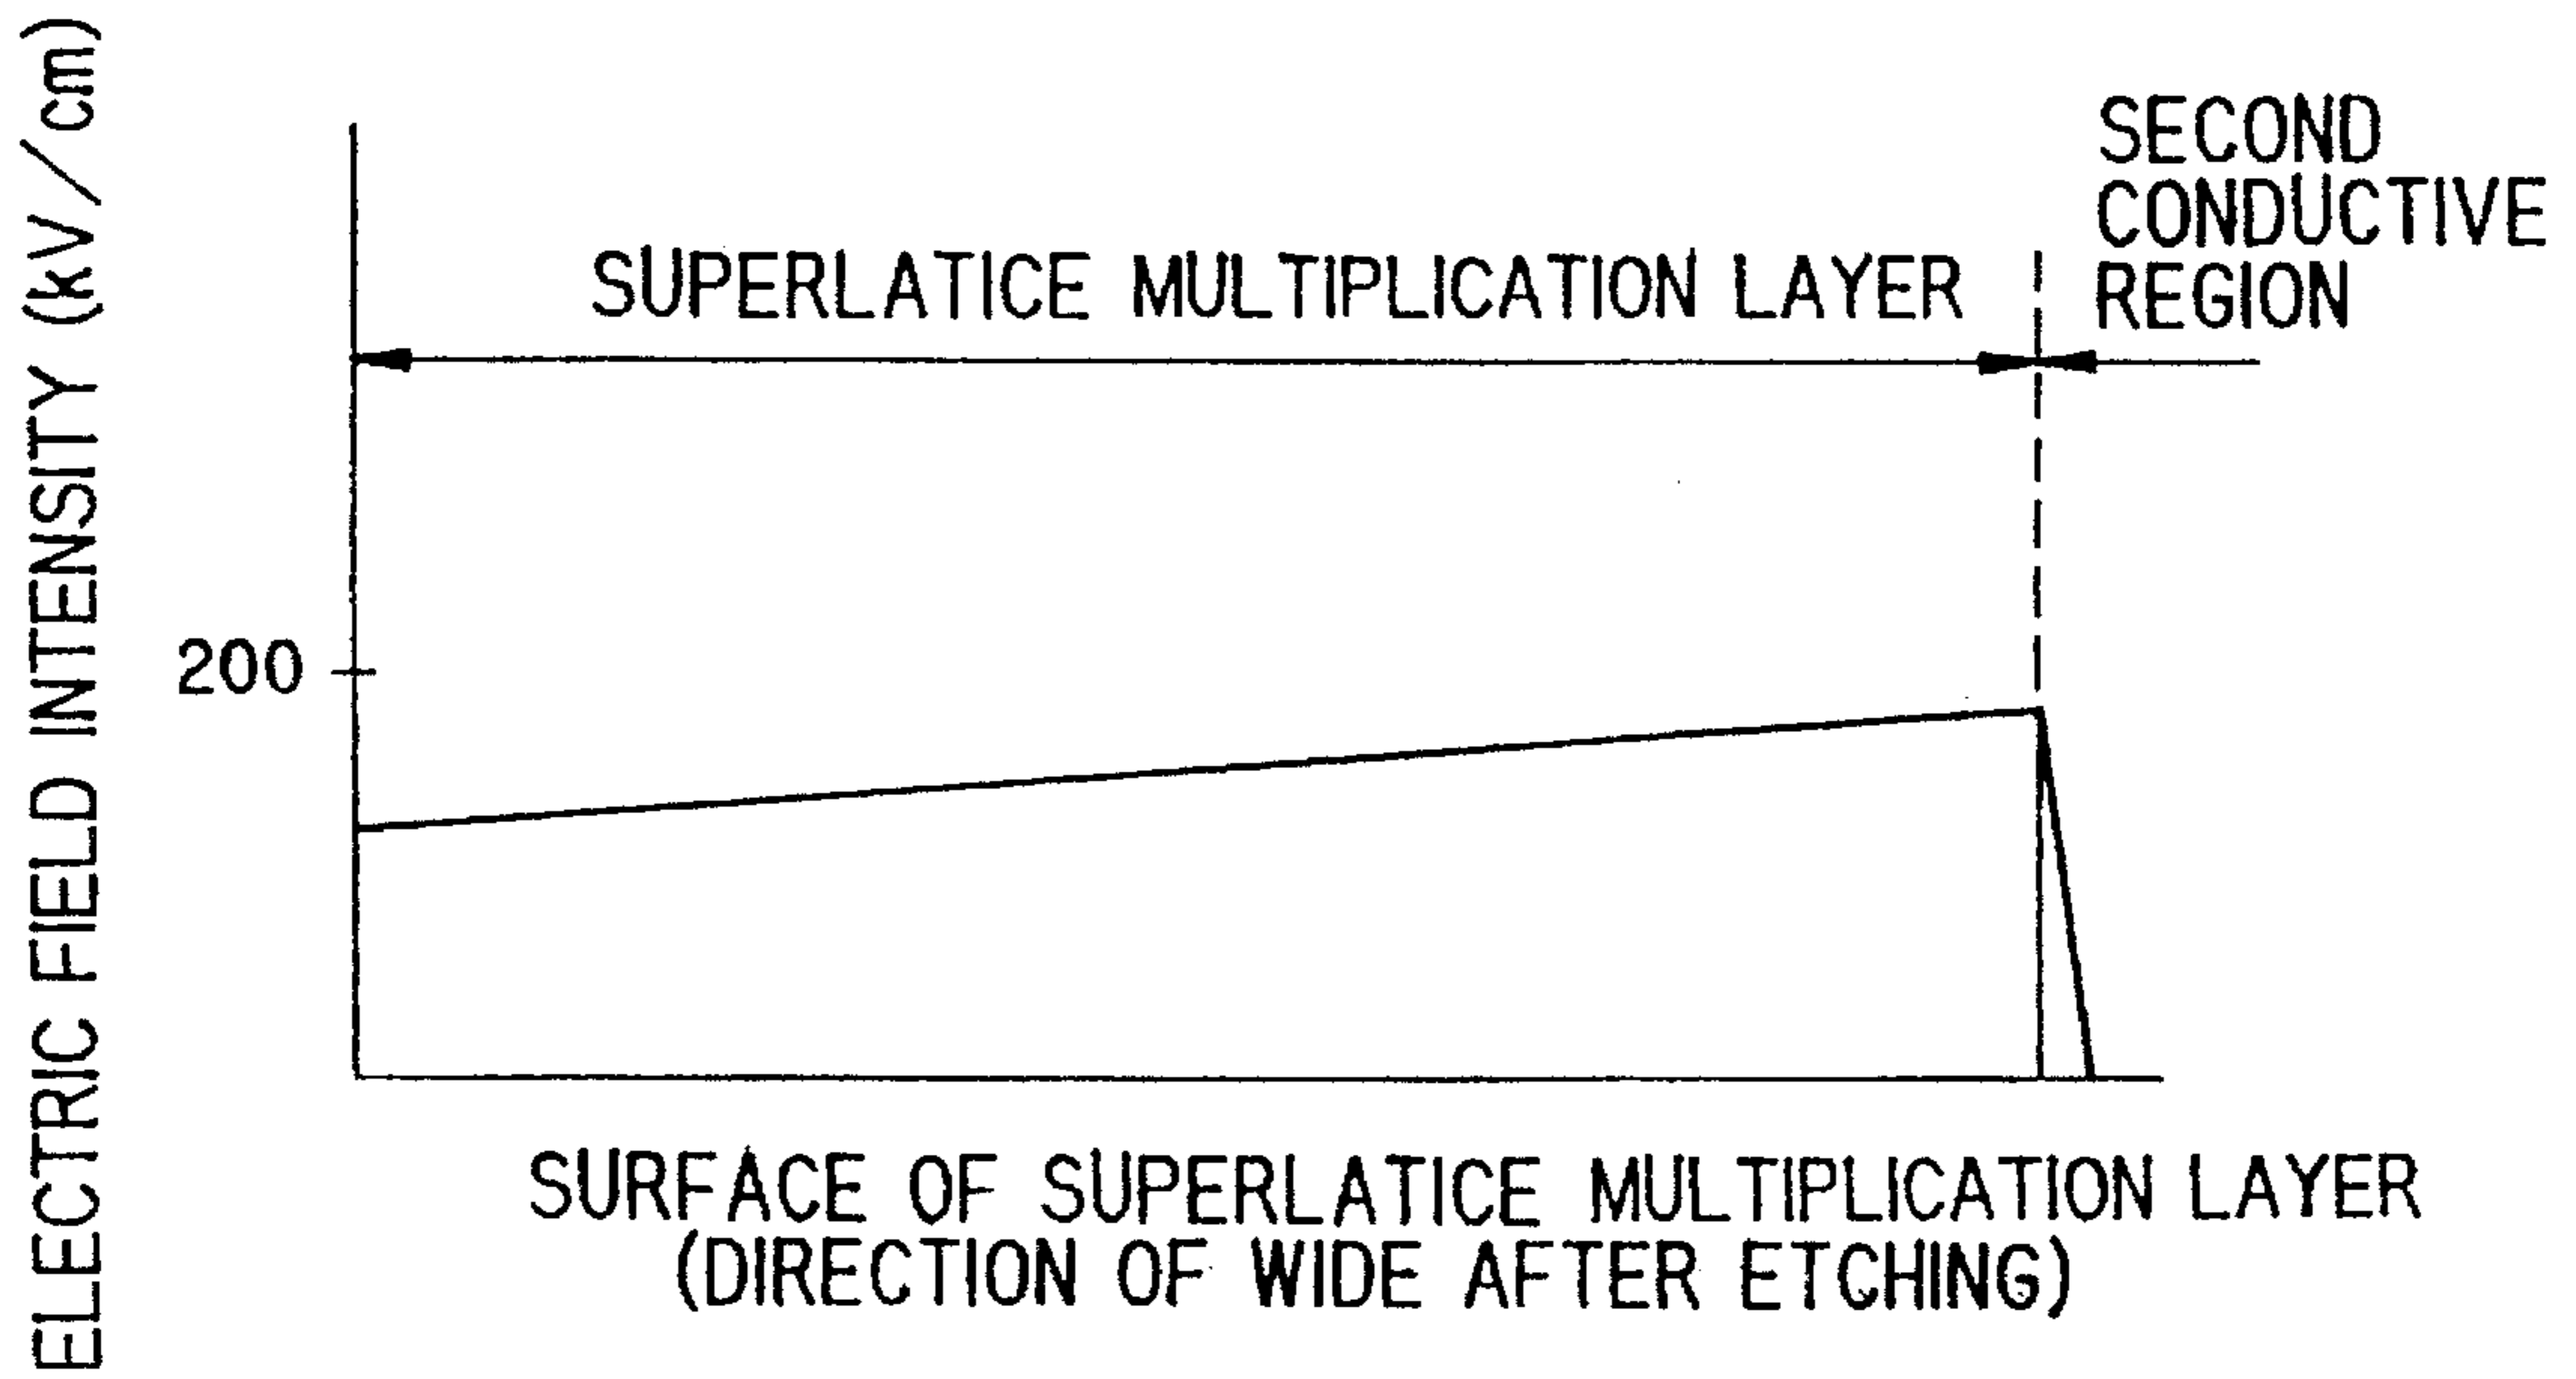 ELECTRIC FIELD INTENSITY (kV/cm)
SECOND
CONDUCTIVE
REGION
SUPERLATICE MULTIPLICATION LAYER
200
SURFACE OF SUPERLATICE MULTIPLICATION LAYER
(DIRECTION OF WIDE AFTER ETCHING)